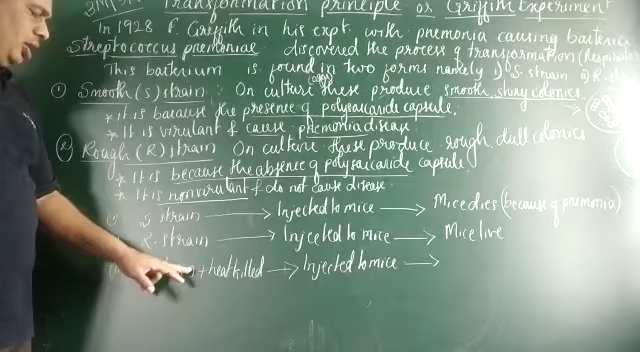 Transformation principle or Griffith Experiment
In 1928 F. Griffith in his expt. with pnemonia causing bacteria
Streptococcus pnemoniae discovered the process of transformation (Respirato
This bacterium is found in two forms namely i) S. strain ii) R. st
① Smooth (S) strain : On culture these produce smooth, shiny colonies.
* It is bacause the presence of polysaccaride capsule.
* It is virulant & cause pnemonia disease.
② Rough (R) strain On culture these produce rough, dull colonies
* It is because the absence of polysaccaride capsule.
* It is nonvirulant & do not cause disease.
S strain → Injected to mice → Mice dies (because of pnemonia)
R. strain → Injected to mice → Mice live
+ heat killed → Injected to mice →